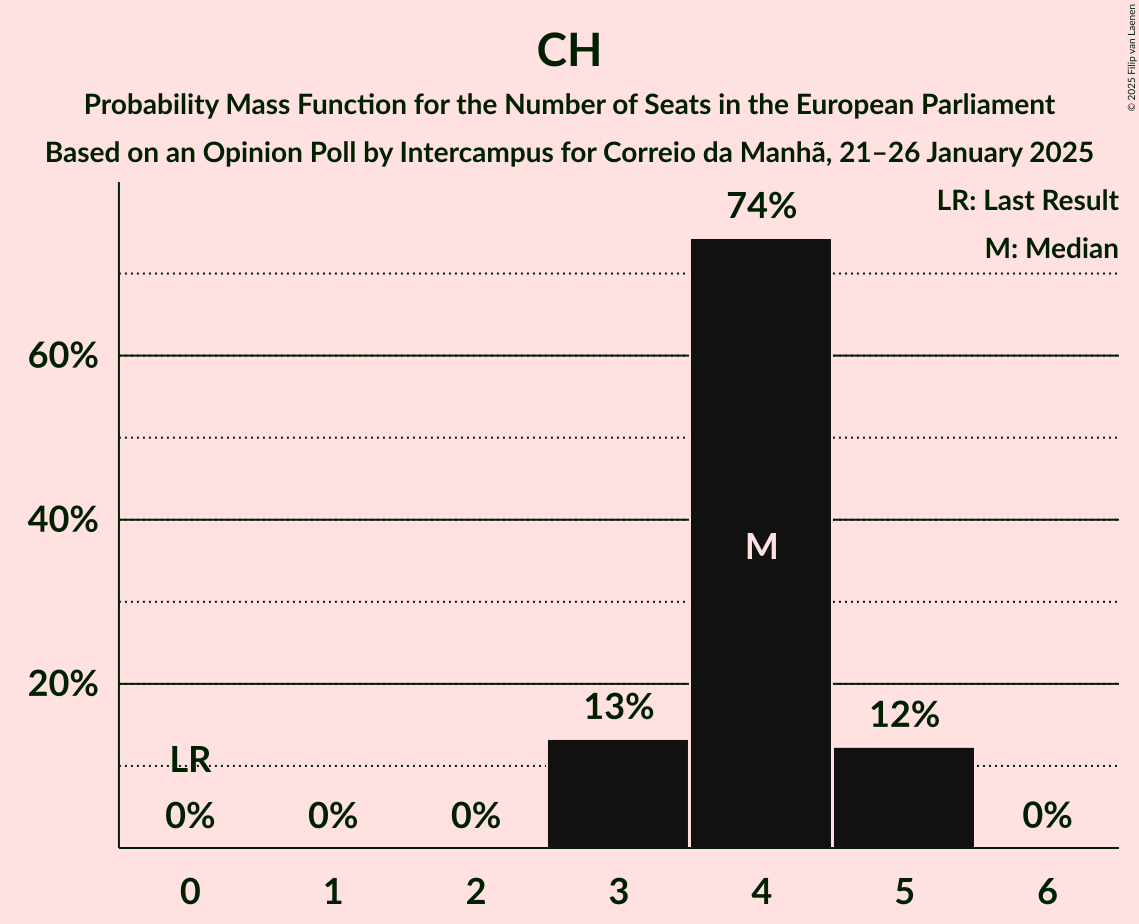 CH
Probability Mass Function for the Number of Seats in the European Parliament
Based on an Opinion Poll by Intercampus for Correio da Manhã, 21–26 January 2025
© 2025 Filip van Laenen
LR: Last Result
M: Median
74%
60%
40%
20%
M
13%
12%
LR
0%
0%
0%
0%
0
1
2
3
4
5
6